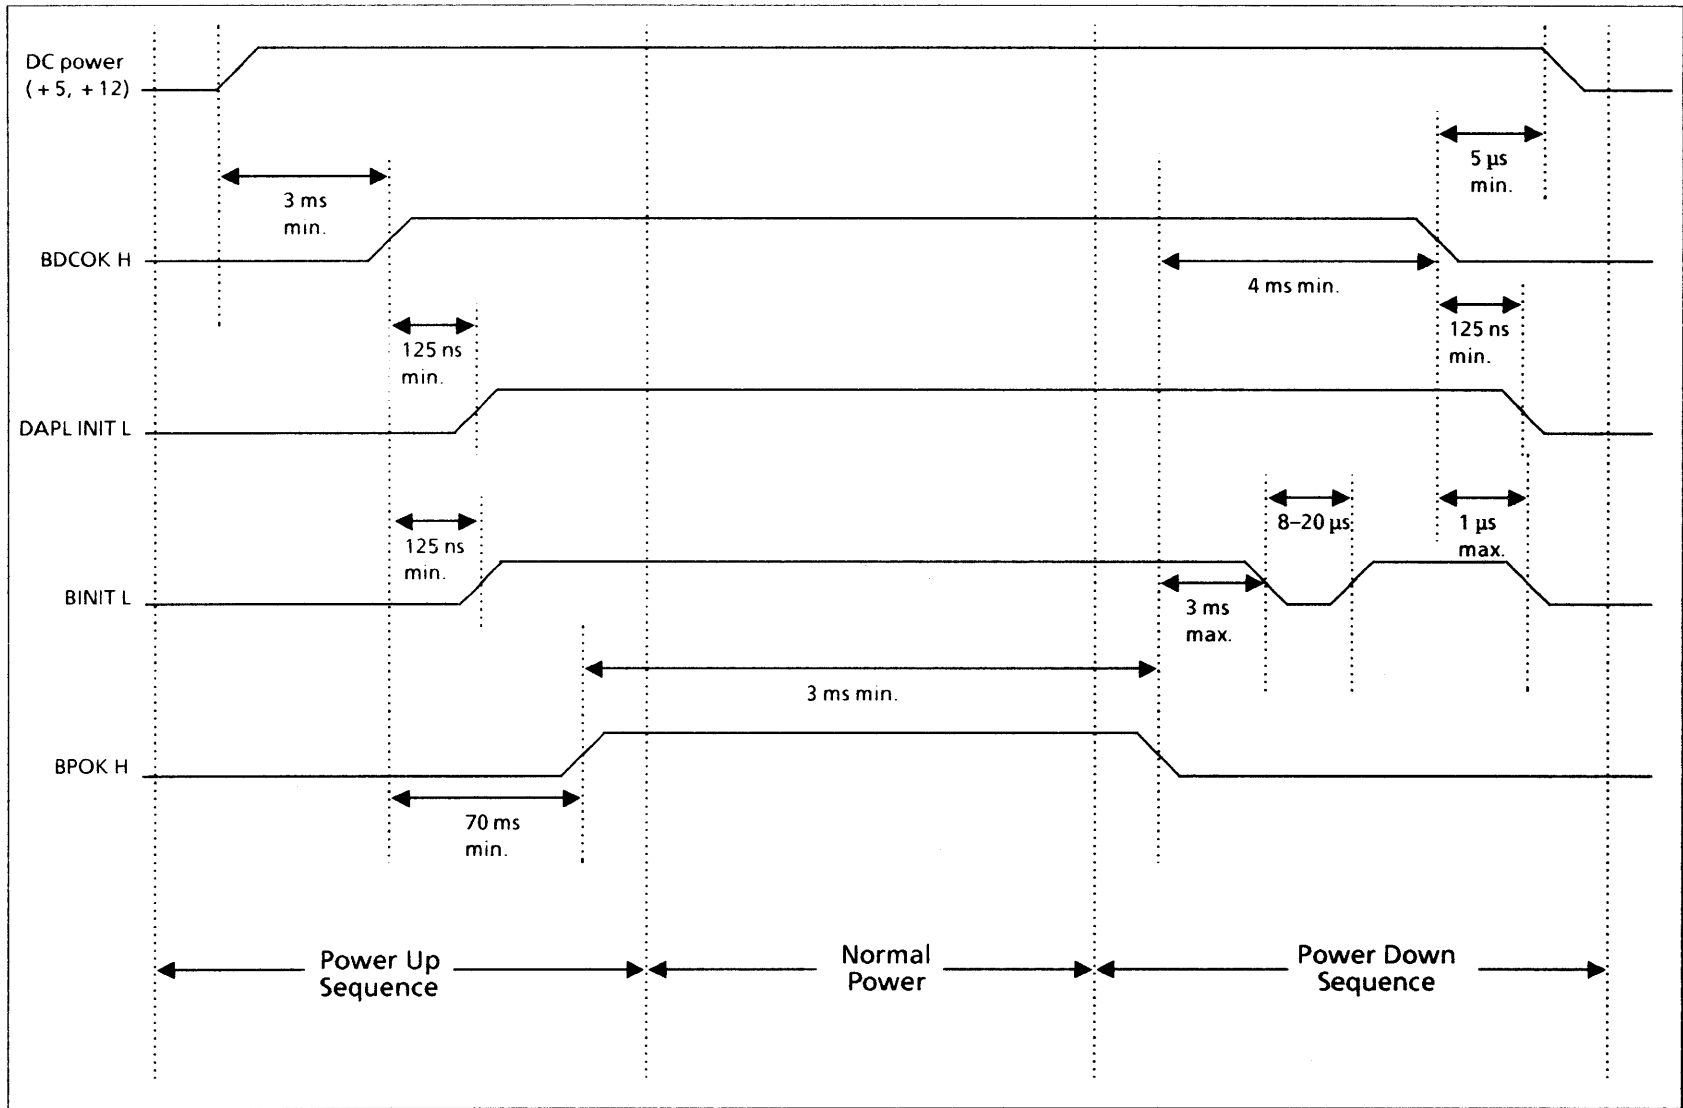 DC power
(+5, +12)
5 µs
min.
3 ms
min.
BDCOK H
4 ms min.
125 ns
min.
125 ns
min.
DAPL INIT L
8–20 µs
1 µs
max.
125 ns
min.
BINIT L
3 ms
max.
3 ms min.
BPOK H
70 ms
min.
Power Up
Sequence
Normal
Power
Power Down
Sequence